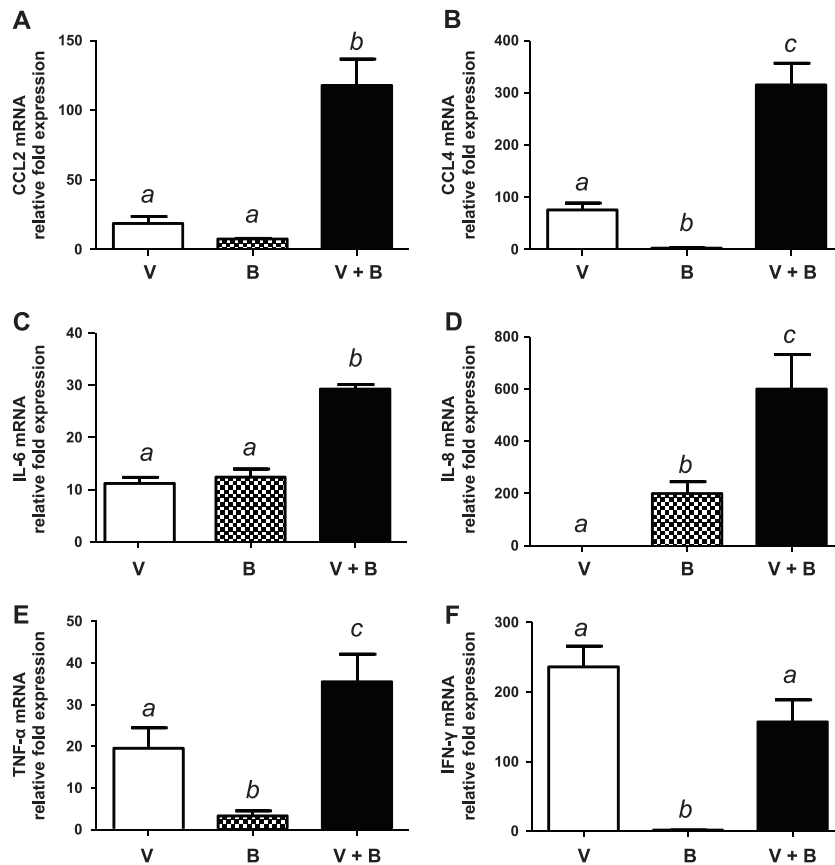 A
CCL2 mRNA
relative fold expression
150
100
50
0
a
a
b
V
B
V + B
B
CCL4 mRNA
relative fold expression
400
300
200
100
0
a
b
c
V
B
V + B
C
IL-6 mRNA
relative fold expression
40
30
20
10
0
a
a
b
V
B
V + B
D
IL-8 mRNA
relative fold expression
800
600
400
200
0
a
b
c
V
B
V + B
E
TNF-α mRNA
relative fold expression
50
40
30
20
10
0
a
b
c
V
B
V + B
F
IFN-γ mRNA
relative fold expression
300
200
100
0
a
b
a
V
B
V + B